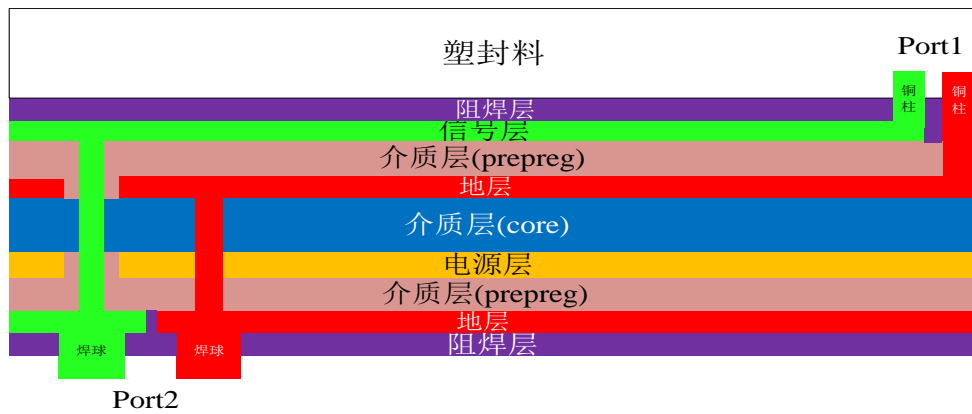 塑封料
Port1
铜柱
铜柱
阻焊层
信号层
介质层(prepreg)
地层
介质层(core)
电源层
介质层(prepreg)
地层
阻焊层
焊球
焊球
Port2